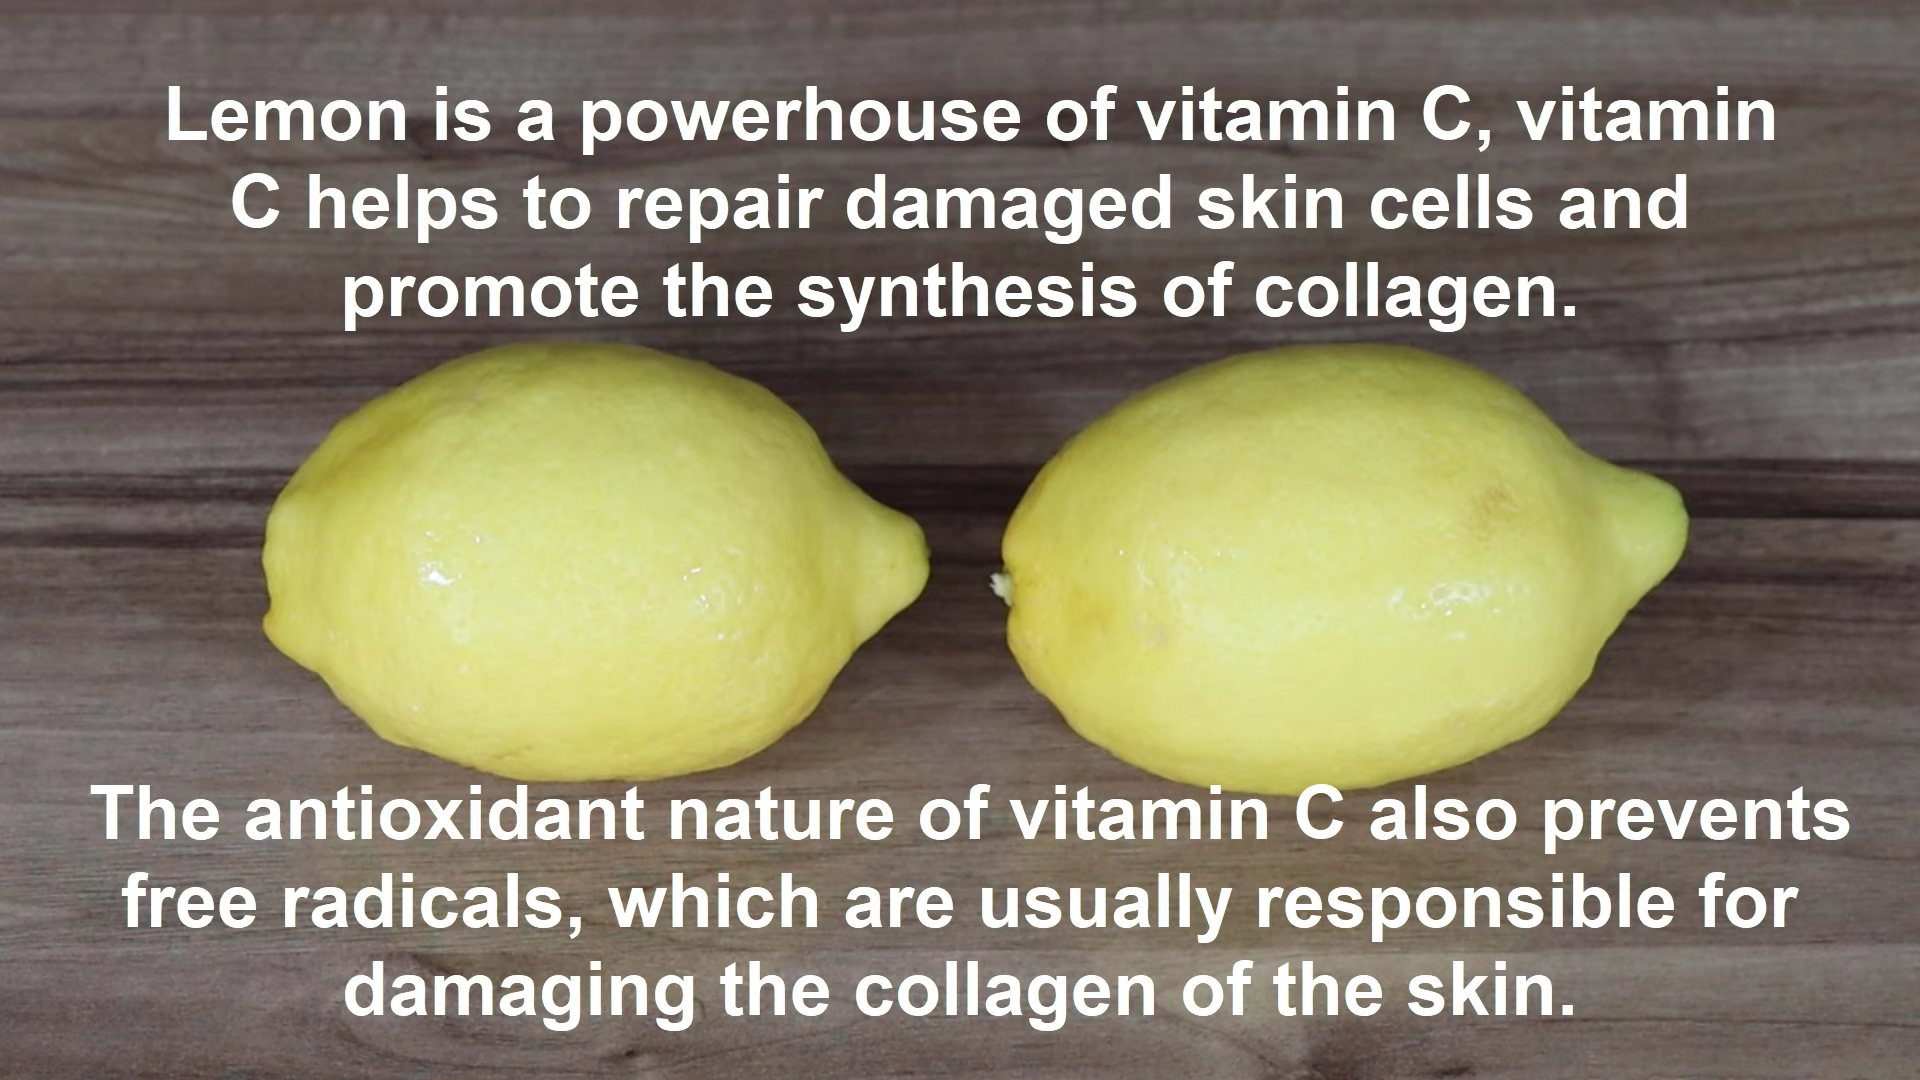 Lemon is a powerhouse of vitamin C, vitamin
C helps to repair damaged skin cells and
promote the synthesis of collagen.
The antioxidant nature of vitamin C also prevents
free radicals, which are usually responsible for
damaging the collagen of the skin.